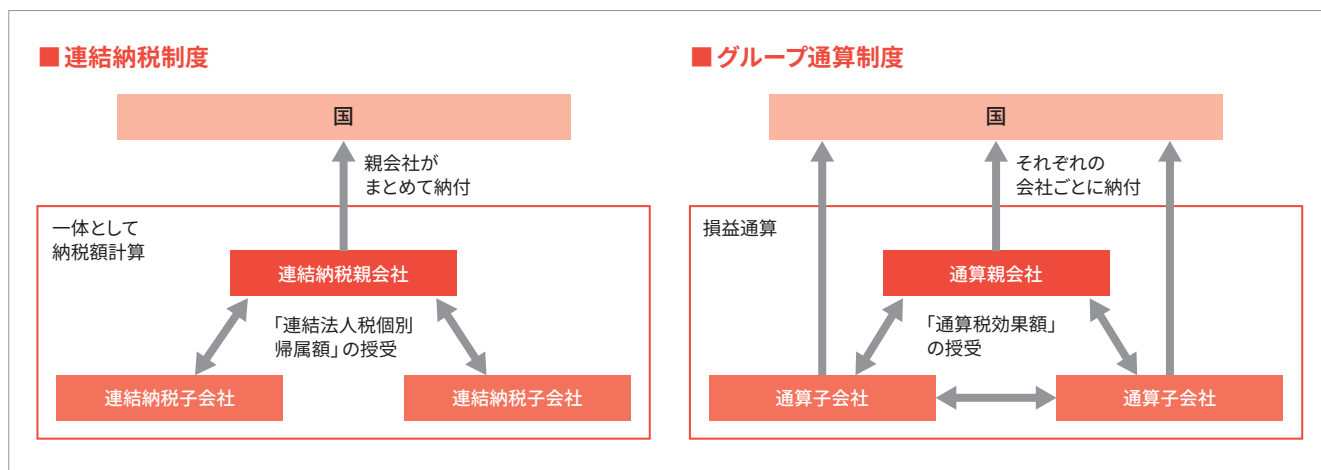 ■ 連結納税制度
国
親会社が
まとめて納付
一体として
納税額計算
連結納税親会社
「連結法人税個別
帰属額」の授受
連結納税子会社
連結納税子会社
■ グループ通算制度
国
それぞれの
会社ごとに納付
損益通算
通算親会社
「通算税効果額」
の授受
通算子会社
通算子会社